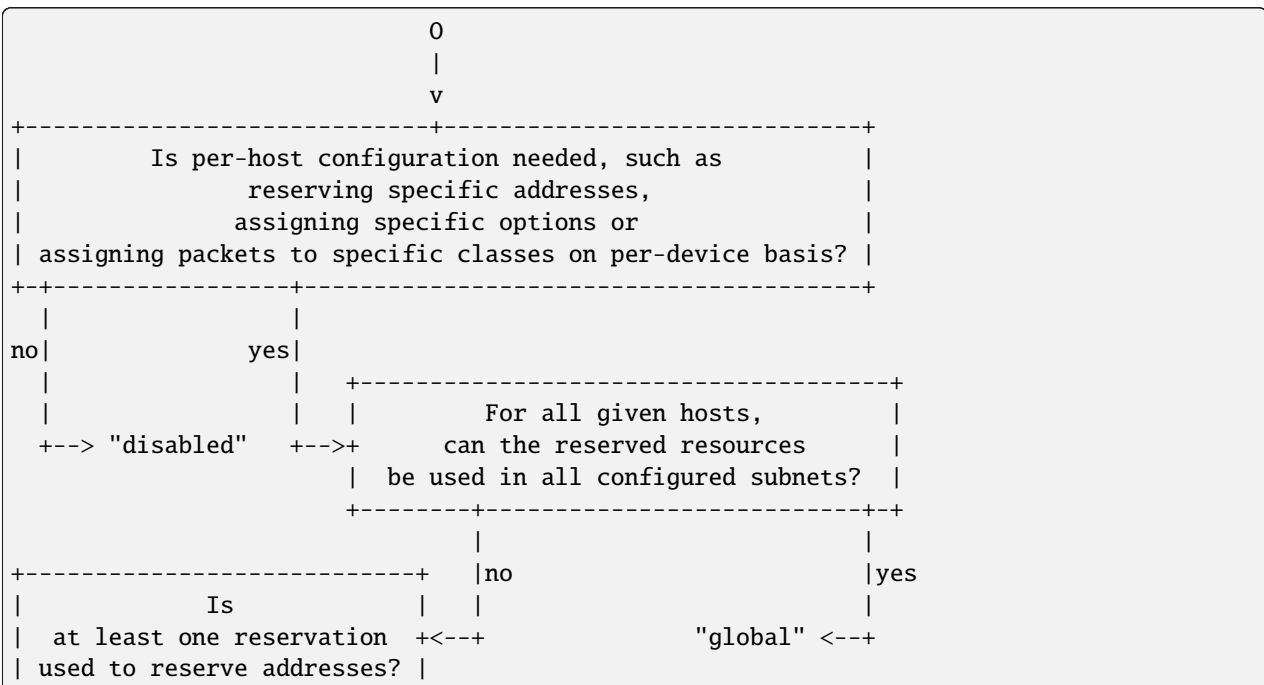 O
                              |
                              v
+-----------------------------+------------------------------+
|         Is per-host configuration needed, such as          |
|                reserving specific addresses,               |
|               assigning specific options or                |
| assigning packets to specific classes on per-device basis? |
+-+-----------------+----------------------------------------+
  |                 |
no|              yes|
  |                 |   +--------------------------------------+
  |                 |   |         For all given hosts,         |
  +--> "disabled"   +-->+      can the reserved resources      |
                        |  be used in all configured subnets?  |
                        +--------+---------------------------+-+
                                 |                           |
+----------------------------+   |no                         |yes
|             Is             |   |                           |
|  at least one reservation  +<--+               "global" <--+
| used to reserve addresses? |